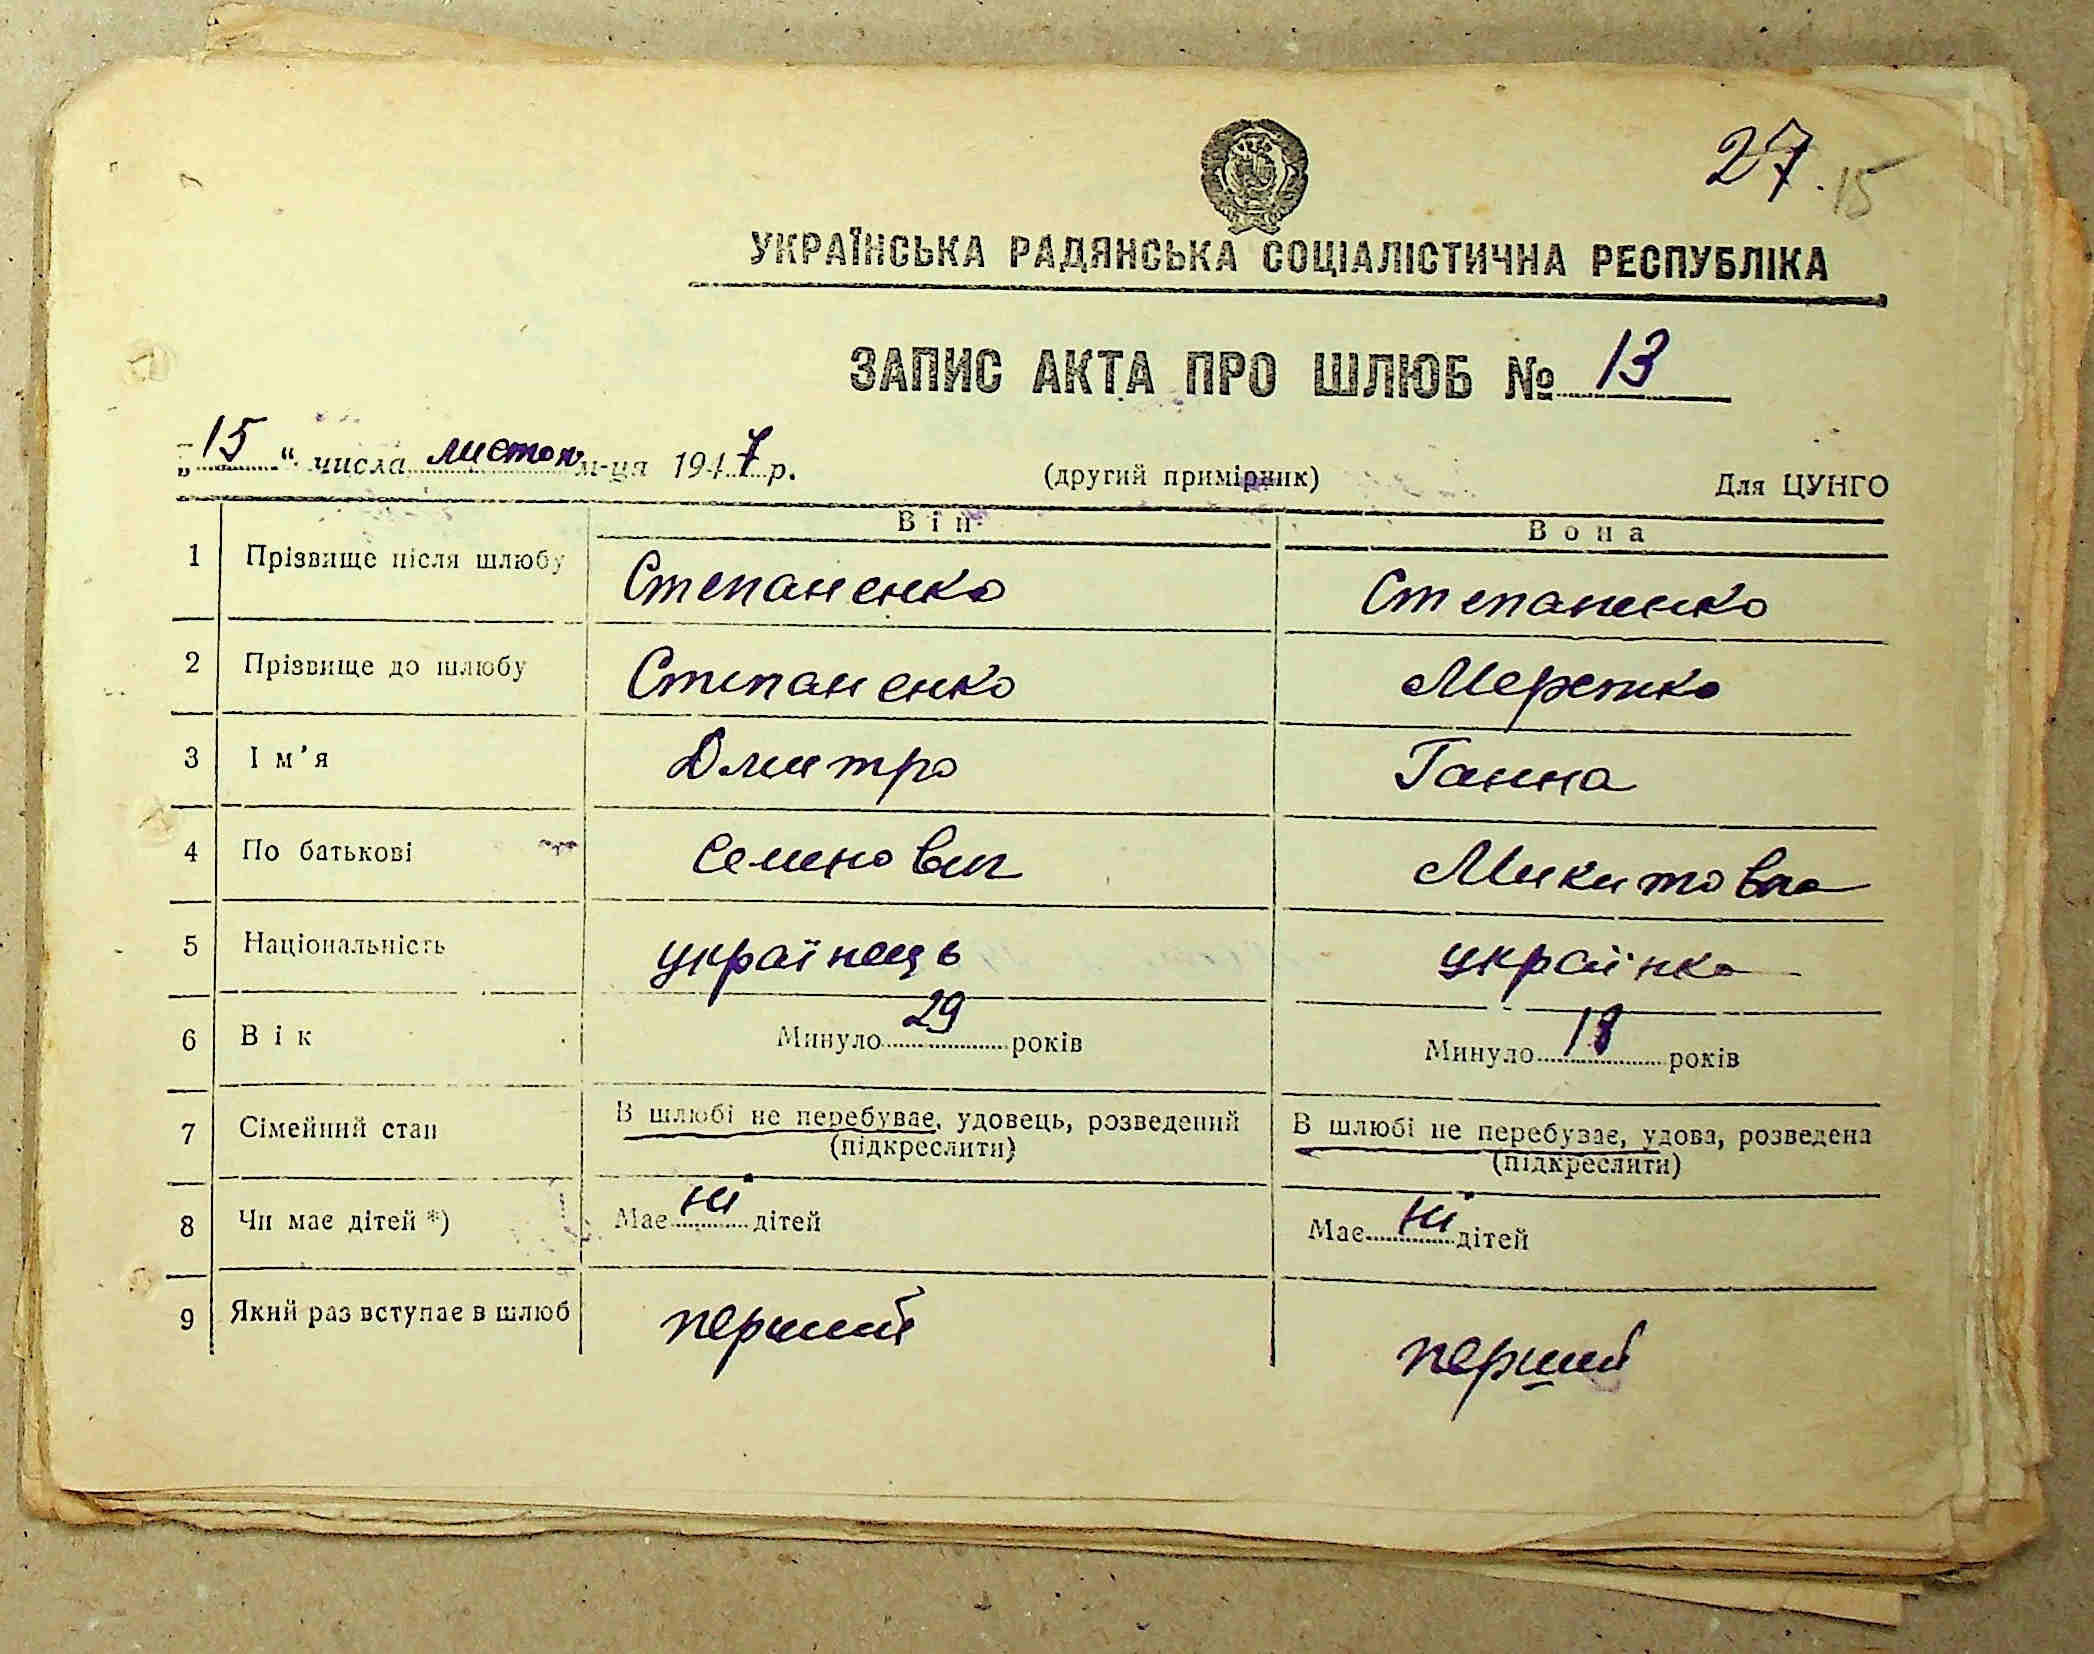 27. 15
УКРАЇНСЬКА РАДЯНСЬКА СОЦІАЛІСТИЧНА РЕСПУБЛІКА
ЗАПИС АКТА ПРО ШЛЮБ № 13
„15“ числа листоп м-ця 1947 р. (другий примірник) Для ЦУНГО
Він Вона
1 Прізвище після шлюбу Степаненко Степаненко
2 Прізвище до шлюбу Степаненко Мережко
3 Ім’я Дмитро Ганна
4 По батькові Семенович Микитовна
5 Національність українець українка
6 Вік Минуло 29 років Минуло 18 років
7 Сімейний стан В шлюбі не перебуває, удовець, розведений В шлюбі не перебуває, удова, розведена
(підкреслити) (підкреслити)
8 Чи має дітей *) Має ні дітей Має ні дітей
9 Який раз вступає в шлюб перший перший